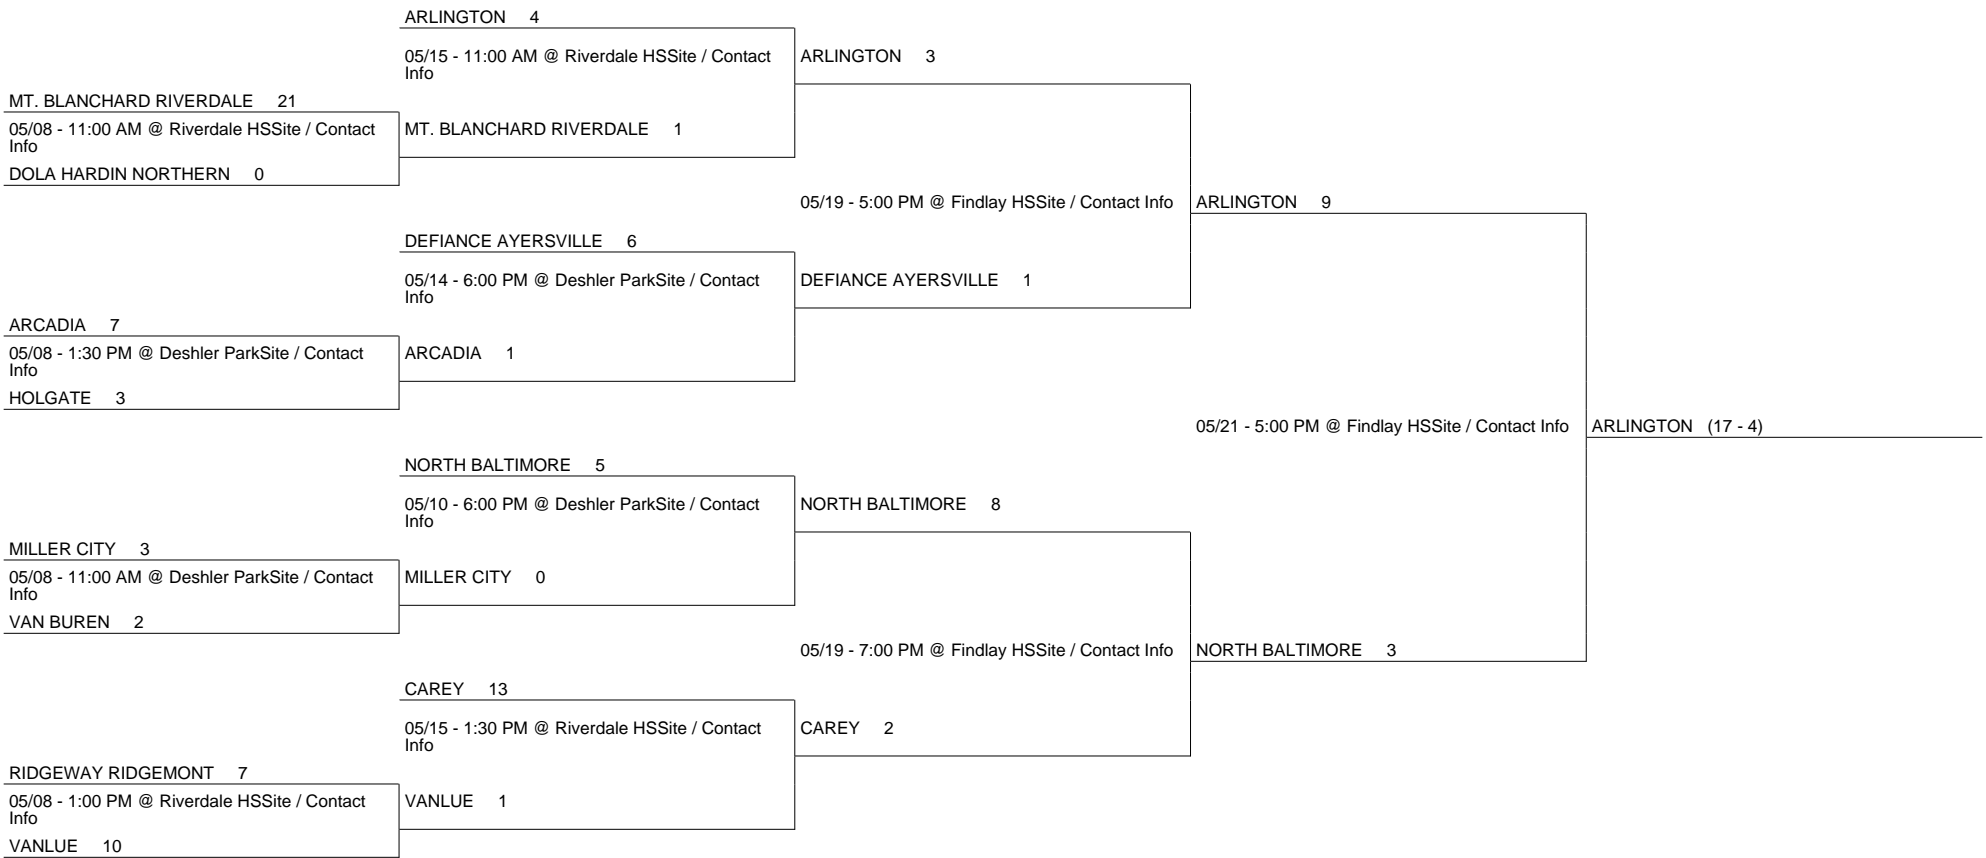 ARLINGTON 4
05/15 - 11:00 AM @ Riverdale HSSite / Contact
Info
ARLINGTON 3
MT. BLANCHARD RIVERDALE 21
05/08 - 11:00 AM @ Riverdale HSSite / Contact
Info
MT. BLANCHARD RIVERDALE 1
DOLA HARDIN NORTHERN 0
05/19 - 5:00 PM @ Findlay HSSite / Contact Info
ARLINGTON 9
DEFIANCE AYERSVILLE 6
05/14 - 6:00 PM @ Deshler ParkSite / Contact
Info
DEFIANCE AYERSVILLE 1
ARCADIA 7
05/08 - 1:30 PM @ Deshler ParkSite / Contact
Info
ARCADIA 1
HOLGATE 3
05/21 - 5:00 PM @ Findlay HSSite / Contact Info
ARLINGTON (17 - 4)
NORTH BALTIMORE 5
05/10 - 6:00 PM @ Deshler ParkSite / Contact
Info
NORTH BALTIMORE 8
MILLER CITY 3
05/08 - 11:00 AM @ Deshler ParkSite / Contact
Info
MILLER CITY 0
VAN BUREN 2
05/19 - 7:00 PM @ Findlay HSSite / Contact Info
NORTH BALTIMORE 3
CAREY 13
05/15 - 1:30 PM @ Riverdale HSSite / Contact
Info
CAREY 2
RIDGEWAY RIDGEMONT 7
05/08 - 1:00 PM @ Riverdale HSSite / Contact
Info
VANLUE 1
VANLUE 10